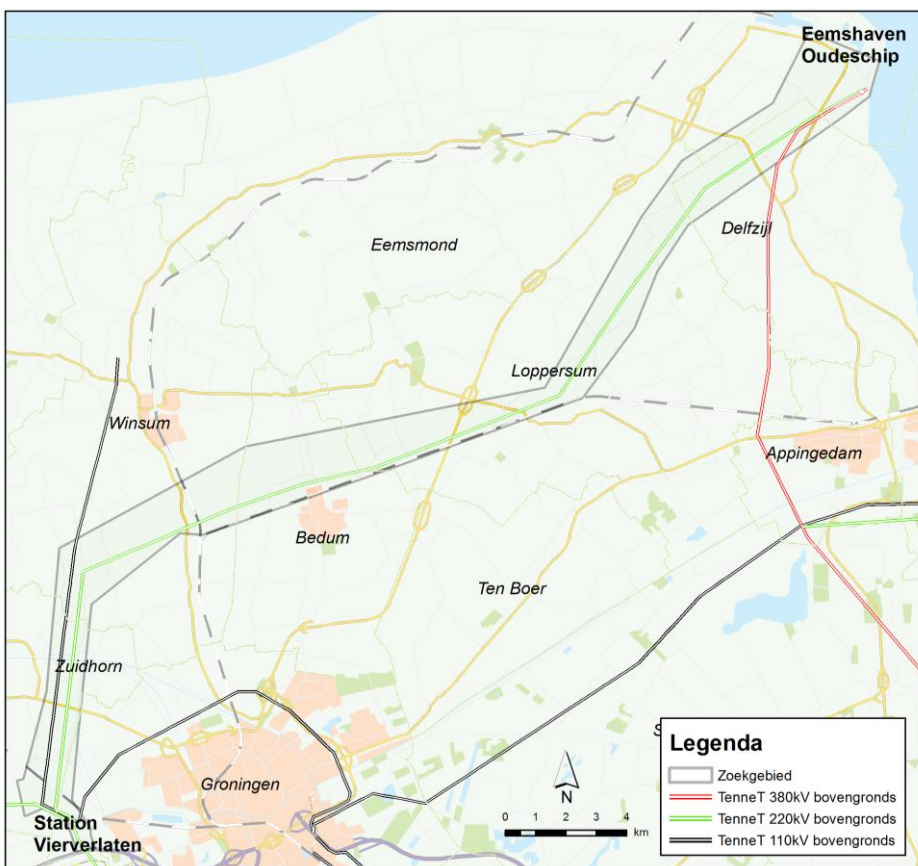 Eemshaven
Oudeschip
Delfzijl
Eemsmond
Loppersum
Winsum
Appingedam
Bedum
Ten Boer
Zuidhorn
S
Groningen
Station
Vierverlaten
N
0 1 2 3 4
km
Legenda
Zoekgebied
TenneT 380kV bovengronds
TenneT 220kV bovengronds
TenneT 110kV bovengronds